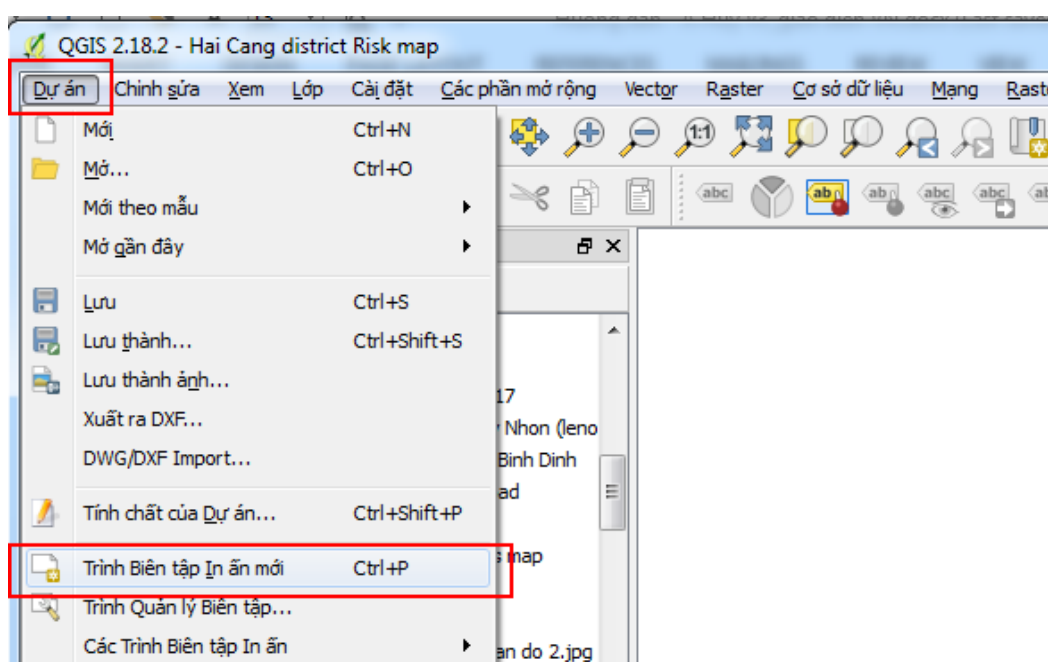 QGIS 2.18.2 - Hai Cang district Risk map
Dự án Chỉnh sửa Xem Lớp Cài đặt Các phần mở rộng Vector Raster Cơ sở dữ liệu Mạng
Mới Ctrl+N
Mở... Ctrl+O
Mới theo mẫu
Mở gần đây
Lưu Ctrl+S
Lưu thành... Ctrl+Shift+S
Lưu thành ảnh...
17
Xuất ra DXF...
Nhon (leno
DWG/DXF Import...
Binh Dinh
ad
Tính chất của Dự án... Ctrl+Shift+P
map
Trình Biên tập In ấn mới Ctrl+P
Trình Quản lý Biên tập...
Các Trình Biên tập In ấn
an do 2.jpg
1:1
abc
ab
ab
abc
abc